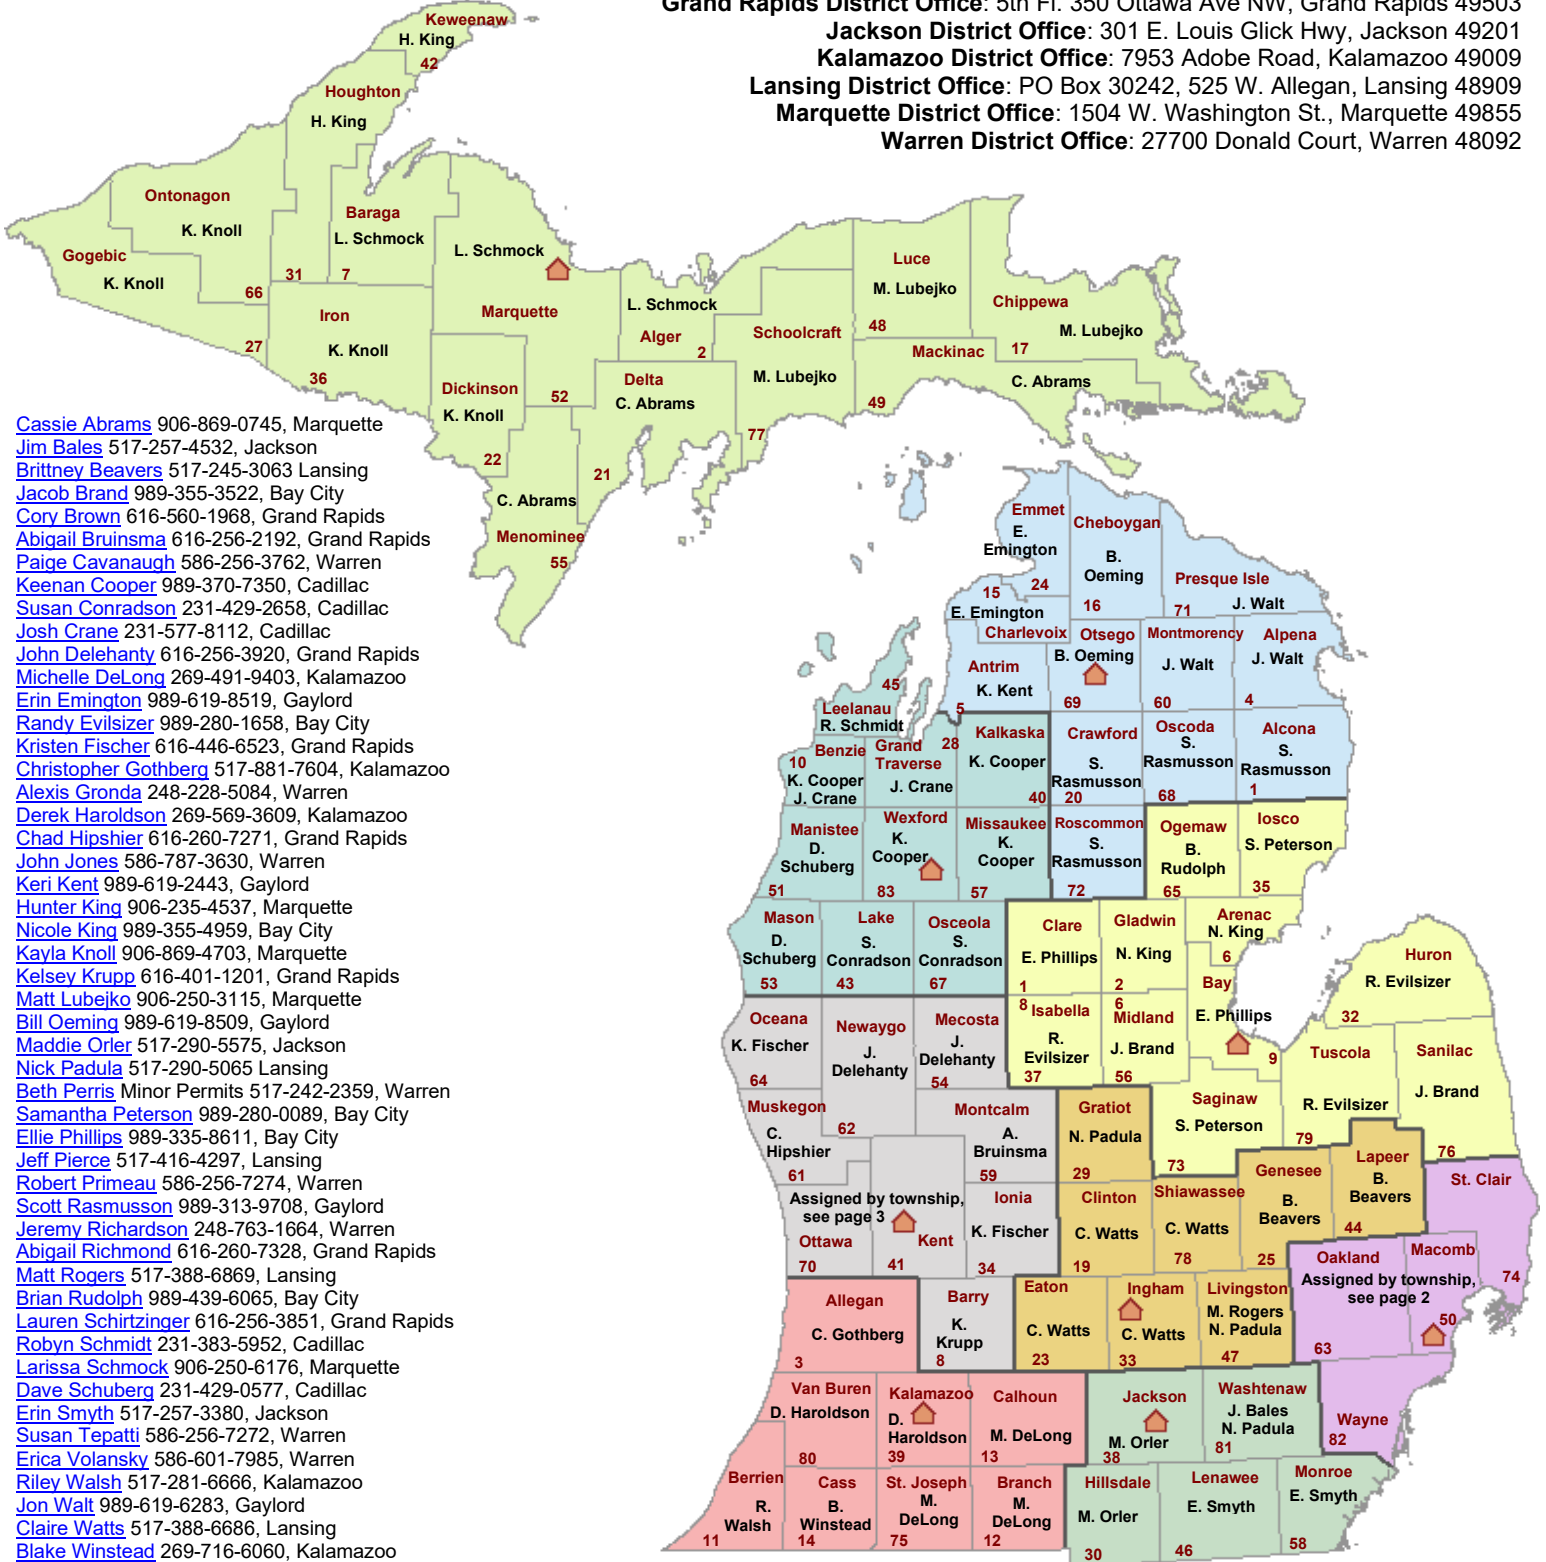 Grand Rapids District Office: 5th Fl. 350 Ottawa Ave NW, Grand Rapids 49503
Jackson District Office: 301 E. Louis Glick Hwy, Jackson 49201
Kalamazoo District Office: 7953 Adobe Road, Kalamazoo 49009
Lansing District Office: PO Box 30242, 525 W. Allegan, Lansing 48909
Marquette District Office: 1504 W. Washington St., Marquette 49855
Warren District Office: 27700 Donald Court, Warren 48092
Keweenaw
H. King
42
Houghton
H. King
31
Ontonagon
K. Knoll
66
Gogebic
K. Knoll
27
Baraga
L. Schmock
7
L. Schmock
Marquette
52
Iron
K. Knoll
36
Dickinson
K. Knoll
22
L. Schmock
Alger
2
Delta
C. Abrams
21
C. Abrams
Menominee
55
Schoolcraft
M. Lubejko
77
Luce
M. Lubejko
48
Chippewa
M. Lubejko
17
Mackinac
C. Abrams
49
Cassie Abrams 906-869-0745, Marquette
Jim Bales 517-257-4532, Jackson
Brittney Beavers 517-245-3063 Lansing
Jacob Brand 989-355-3522, Bay City
Cory Brown 616-560-1968, Grand Rapids
Abigail Bruinsma 616-256-2192, Grand Rapids
Paige Cavanaugh 586-256-3762, Warren
Keenan Cooper 989-370-7350, Cadillac
Susan Conradson 231-429-2658, Cadillac
Josh Crane 231-577-8112, Cadillac
John Delehanty 616-256-3920, Grand Rapids
Michelle DeLong 269-491-9403, Kalamazoo
Erin Emington 989-619-8519, Gaylord
Randy Evilsizer 989-280-1658, Bay City
Kristen Fischer 616-446-6523, Grand Rapids
Christopher Gothberg 517-881-7604, Kalamazoo
Alexis Gronda 248-228-5084, Warren
Derek Haroldson 269-569-3609, Kalamazoo
Chad Hipshier 616-260-7271, Grand Rapids
John Jones 586-787-3630, Warren
Keri Kent 989-619-2443, Gaylord
Hunter King 906-235-4537, Marquette
Nicole King 989-355-4959, Bay City
Kayla Knoll 906-869-4703, Marquette
Kelsey Krupp 616-401-1201, Grand Rapids
Matt Lubejko 906-250-3115, Marquette
Bill Oeming 989-619-8509, Gaylord
Maddie Orler 517-290-5575, Jackson
Nick Padula 517-290-5065 Lansing
Beth Perris Minor Permits 517-242-2359, Warren
Samantha Peterson 989-280-0089, Bay City
Ellie Phillips 989-335-8611, Bay City
Jeff Pierce 517-416-4297, Lansing
Robert Primeau 586-256-7274, Warren
Scott Rasmusson 989-313-9708, Gaylord
Jeremy Richardson 248-763-1664, Warren
Abigail Richmond 616-260-7328, Grand Rapids
Matt Rogers 517-388-6869, Lansing
Brian Rudolph 989-439-6065, Bay City
Lauren Schirtzinger 616-256-3851, Grand Rapids
Robyn Schmidt 231-383-5952, Cadillac
Larissa Schmock 906-250-6176, Marquette
Dave Schuberg 231-429-0577, Cadillac
Erin Smyth 517-257-3380, Jackson
Susan Tepatti 586-256-7272, Warren
Erica Volansky 586-601-7985, Warren
Riley Walsh 517-281-6666, Kalamazoo
Jon Walt 989-619-6283, Gaylord
Claire Watts 517-388-6686, Lansing
Blake Winstead 269-716-6060, Kalamazoo
Emmet
E.
Emington
24
Cheboygan
B.
Oeming
16
Presque Isle
71
J. Walt
15
E. Emington
Charlevoix
Antrim
K. Kent
5
Otsego
B. Oeming
69
Montmorency
J. Walt
60
Alpena
J. Walt
4
45
Leelanau
R. Schmidt
Benzie
10
K. Cooper
J. Crane
Grand
Traverse
28
J. Crane
Kalkaska
K. Cooper
40
Crawford
S.
Rasmusson
20
Oscoda
S.
Rasmusson
68
Alcona
S.
Rasmusson
1
Manistee
D.
Schuberg
51
Wexford
K.
Cooper
83
Missaukee
K.
Cooper
57
Roscommon
S.
Rasmusson
72
Ogemaw
B.
Rudolph
65
Iosco
S. Peterson
35
Mason
D.
Schuberg
53
Lake
S.
Conradson
43
Osceola
S.
Conradson
67
Clare
E. Phillips
1
8
Gladwin
N. King
2
6
Arenac
N. King
6
Bay
E. Phillips
9
Huron
R. Evilsizer
32
Oceana
K. Fischer
64
Newaygo
J.
Delehanty
62
Mecosta
J.
Delehanty
54
Isabella
R.
Evilsizer
37
Midland
J. Brand
56
Tuscola
R. Evilsizer
79
Sanilac
J. Brand
76
Muskegon
C.
Hipshier
61
Montcalm
A.
Bruinsma
59
Gratiot
N. Padula
29
Saginaw
S. Peterson
73
Genesee
B.
Beavers
25
Lapeer
B.
Beavers
44
St. Clair
74
Assigned by township,
see page 3
Ottawa
70
Kent
41
Ionia
K. Fischer
34
Clinton
C. Watts
19
Shiawassee
C. Watts
78
Oakland
Macomb
Assigned by township,
see page 2
63
50
Allegan
C. Gothberg
3
Barry
K.
Krupp
8
Eaton
C. Watts
23
Ingham
C. Watts
33
Livingston
M. Rogers
N. Padula
47
Van Buren
D. Haroldson
80
Kalamazoo
D.
Haroldson
39
Calhoun
M. DeLong
13
Jackson
M. Orler
38
Washtenaw
J. Bales
N. Padula
81
Wayne
82
Berrien
R.
Walsh
11
Cass
B.
Winstead
14
St. Joseph
M.
DeLong
75
Branch
M.
DeLong
12
Hillsdale
M. Orler
30
Lenawee
E. Smyth
46
Monroe
E. Smyth
58